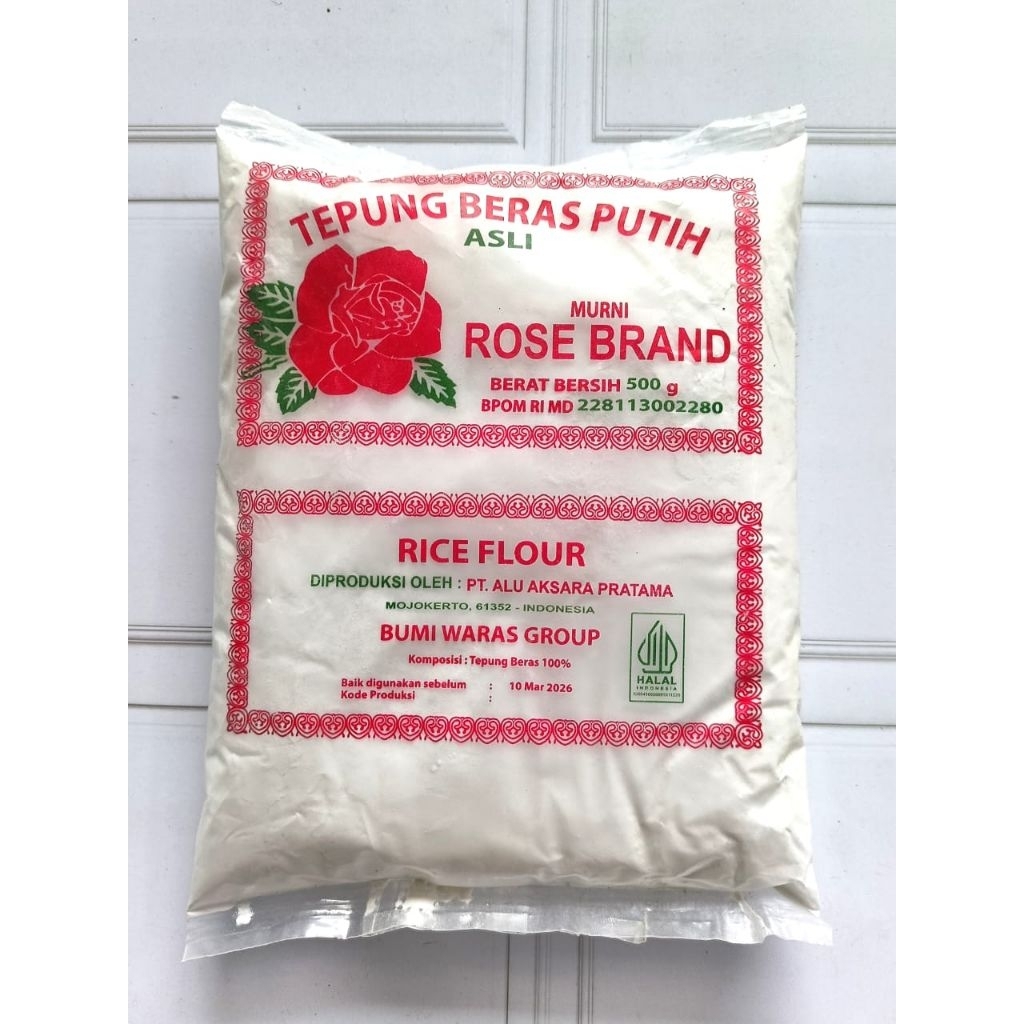 TEPUNG BERAS PUTIH
ASLI
MURNI
ROSE BRAND
BERAT BERSIH 500 g
BPOM RI MD 228113002280
RICE FLOUR
DIPRODUKSI OLEH : PT. ALU AKSARA PRATAMA
MOJOKERTO, 61352 - INDONESIA
BUMI WARAS GROUP
Komposisi : Tepung Beras 100%
Baik digunakan sebelum : 10 Mar 2026
Kode Produksi :
HALAL
INDONESIA